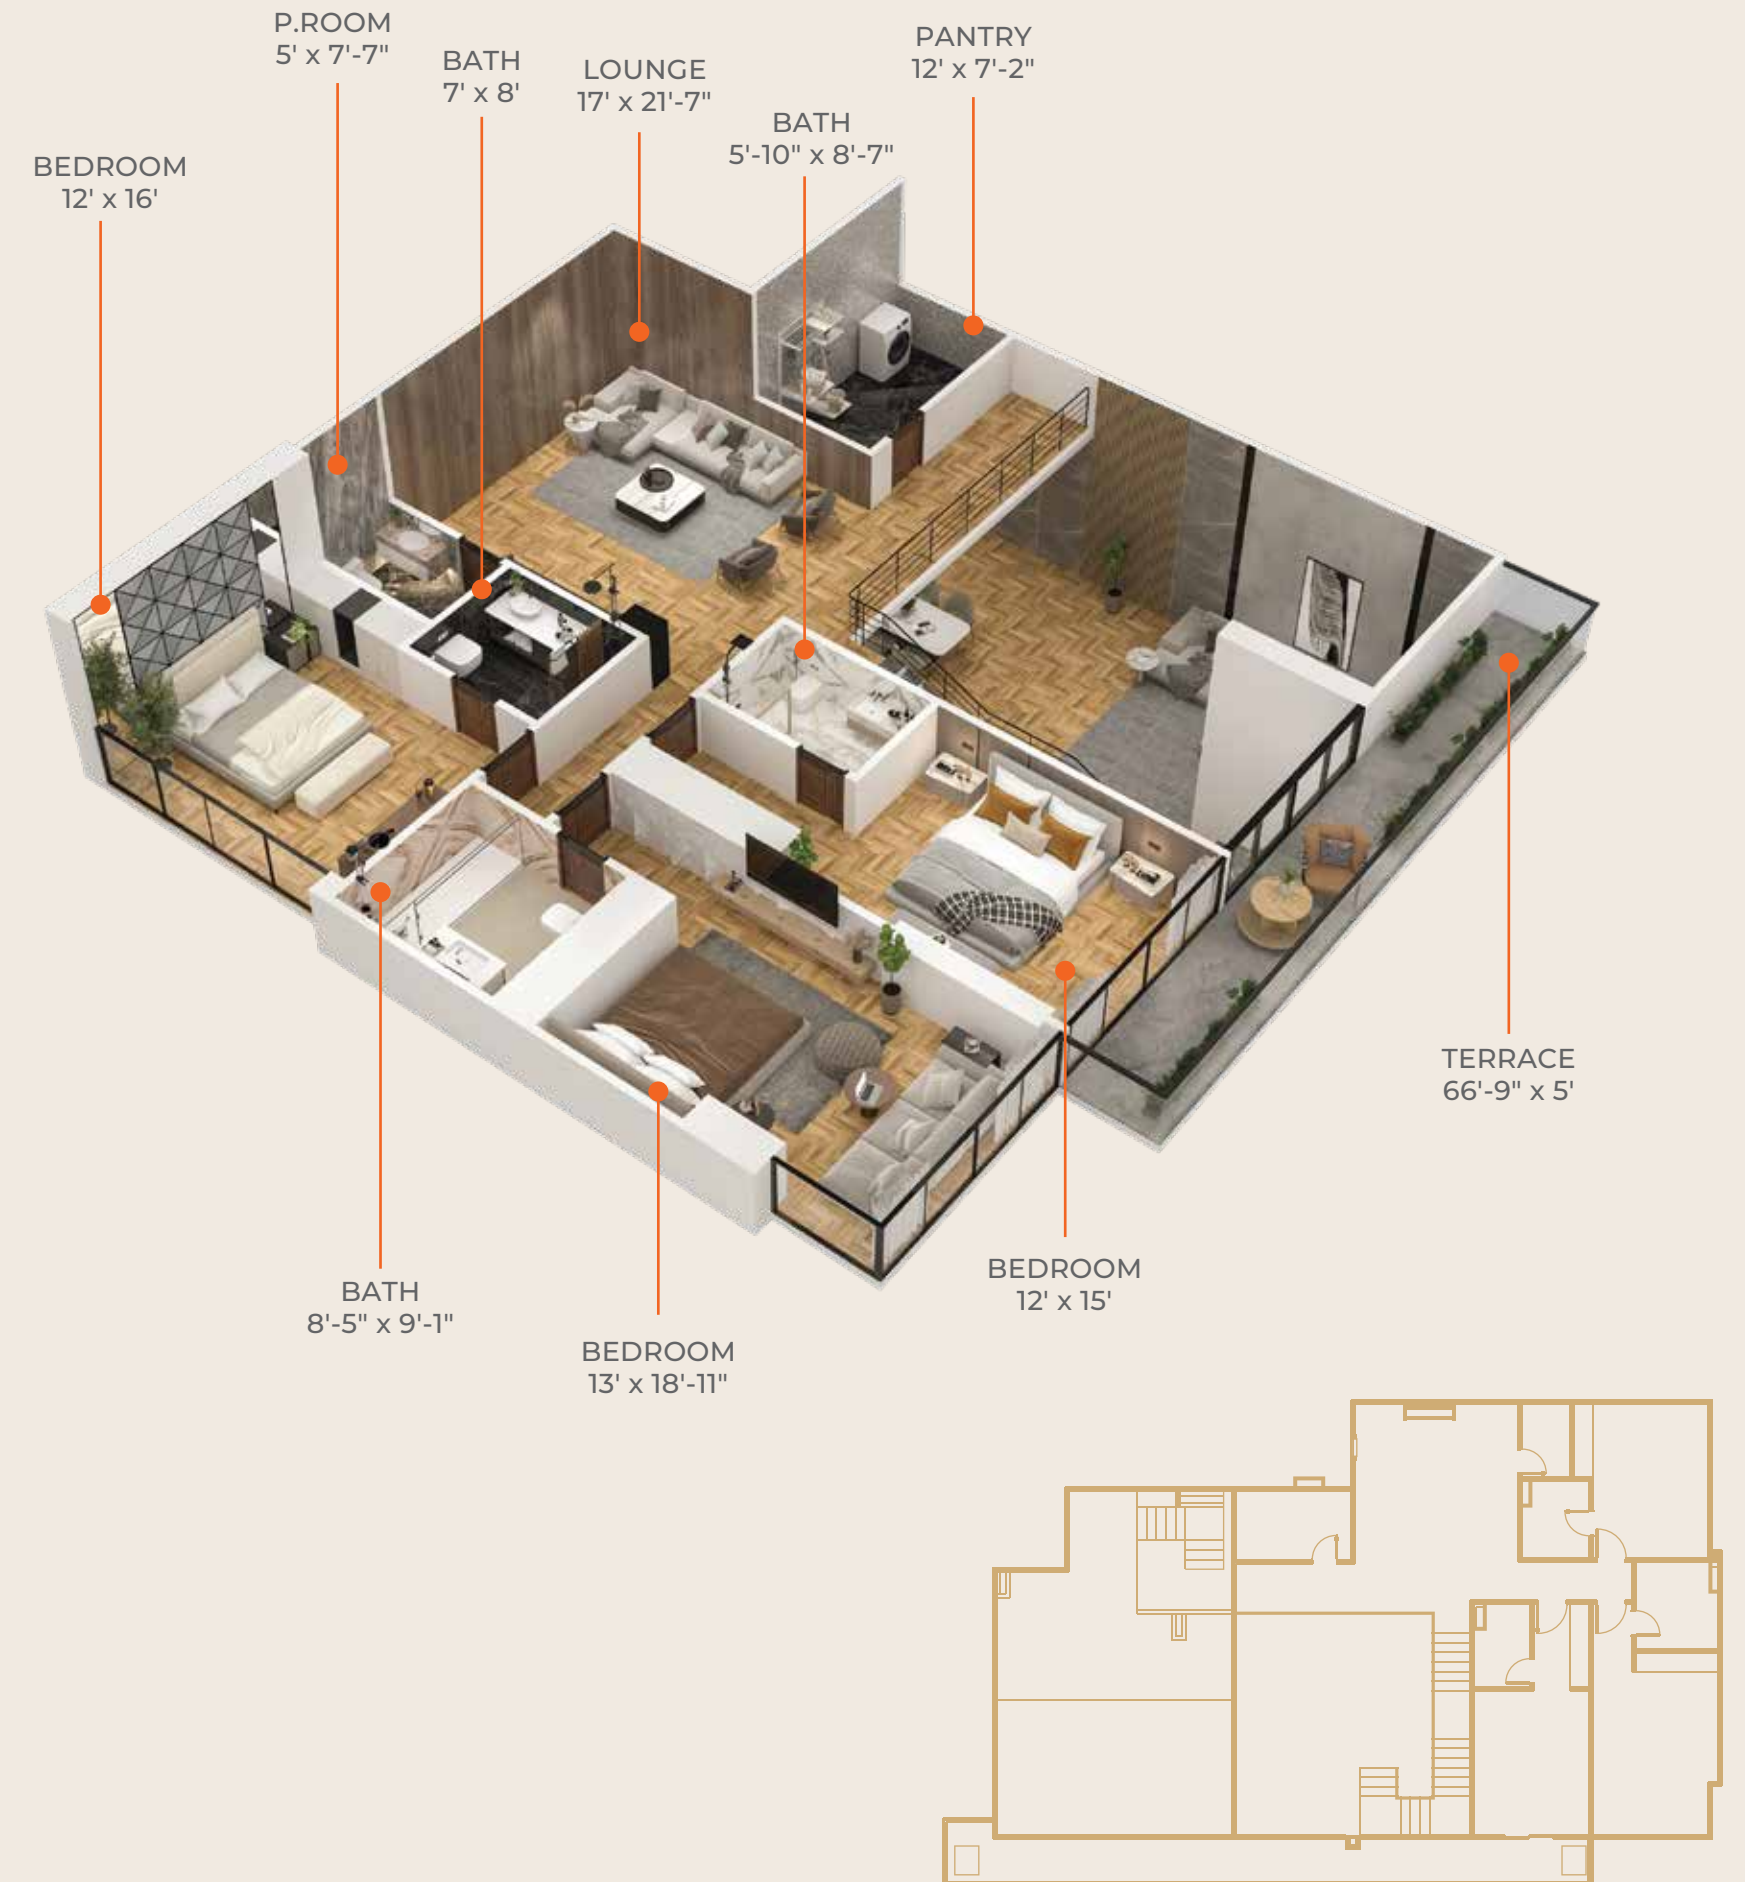 P.ROOM
5' x 7'-7"
BATH
7' x 8'
LOUNGE
17' x 21'-7"
PANTRY
12' x 7'-2"
BATH
5'-10" x 8'-7"
BEDROOM
12' x 16'
TERRACE
66'-9" x 5'
BEDROOM
12' x 15'
BATH
8'-5" x 9'-1"
BEDROOM
13' x 18'-11"